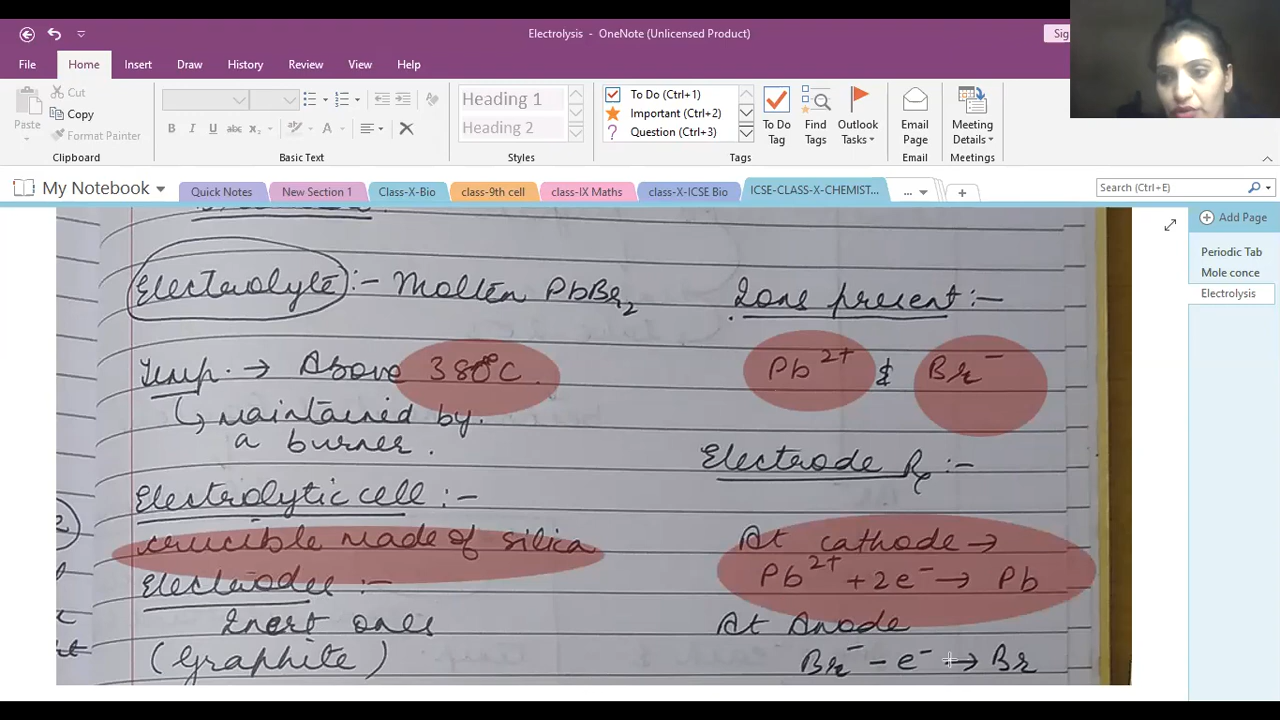 Electrolysis - OneNote (Unlicensed Product)
Sig
File Home Insert Draw History Review View Help
Cut
Copy
Format Painter
Paste
Clipboard
B I U abc x₂ A
Basic Text
Heading 1
Heading 2
Styles
To Do (Ctrl+1)
Important (Ctrl+2)
? Question (Ctrl+3)
To Do Tag
Find Tags
Outlook Tasks
Tags
Email Page
Email
Meeting Details
Meetings
My Notebook
Quick Notes New Section 1 Class-X-Bio class-9th cell class-IX Maths class-X-ICSE Bio ICSE-CLASS-X-CHEMIST... ... +
Search (Ctrl+E)
Add Page
Periodic Tab
Mole conce
Electrolysis
Electrolyte :- Molten PbBr₂
Temp. → Above 380°C.
↳ maintained by
a burner.
Electrolytic cell :-
crucible made of silica
Electrodes :-
Inert ones
(Graphite)
Ions present :-
Pb²⁺ & Br⁻
Electrode Rx :-
At cathode →
Pb²⁺ + 2e⁻ → Pb
At Anode
Br⁻ - e⁻ → Br